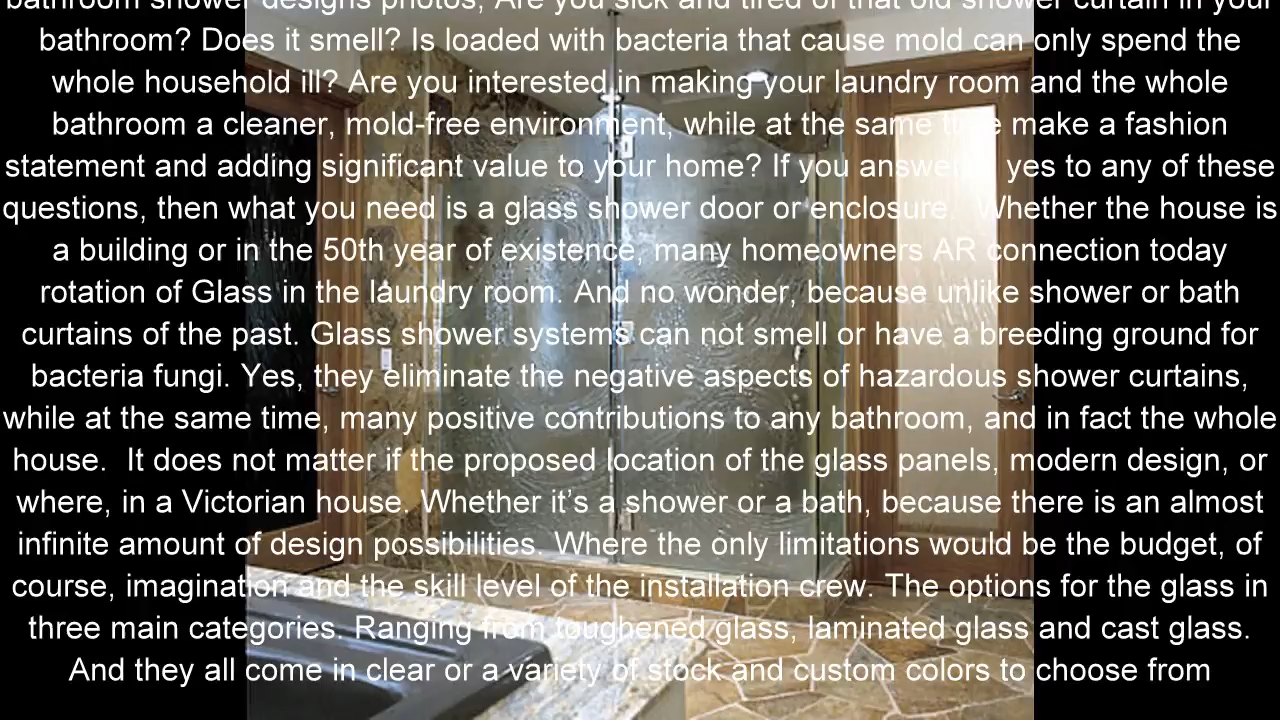 bathroom shower designs photos, Are you sick and tired of that old shower curtain in your
bathroom? Does it smell? Is loaded with bacteria that cause mold can only spend the
whole household ill? Are you interested in making your laundry room and the whole
bathroom a cleaner, mold-free environment, while at the same make a fashion
statement and adding significant value to your home? If you answered yes to any of these
questions, then what you need is a glass shower door or enclosure.  Whether the house is
a building or in the 50th year of existence, many homeowners AR connection today
rotation of Glass in the laundry room. And no wonder, because unlike shower or bath
curtains of the past. Glass shower systems can not smell or have a breeding ground for
bacteria fungi. Yes, they eliminate the negative aspects of hazardous shower curtains,
while at the same time, many positive contributions to any bathroom, and in fact the whole
house.  It does not matter if the proposed location of the glass panels, modern design, or
where, in a Victorian house. Whether it’s a shower or a bath, because there is an almost
infinite amount of design possibilities. Where the only limitations would be the budget, of
course, imagination and the skill level of the installation crew. The options for the glass in
three main categories. Ranging from toughened glass, laminated glass and cast glass.
And they all come in clear or a variety of stock and custom colors to choose from